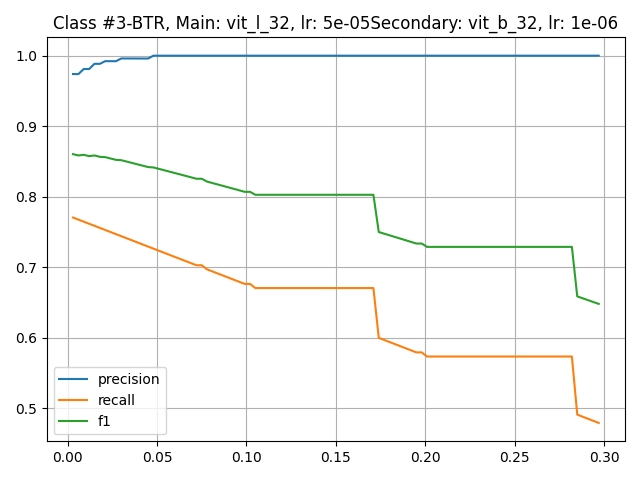 Class #3-BTR, Main: vit_l_32, lr: 5e-05Secondary: vit_b_32, lr: 1e-06
1.0
0.9
0.8
0.7
0.6
0.5
precision
recall
f1
0.00 0.05 0.10 0.15 0.20 0.25 0.30